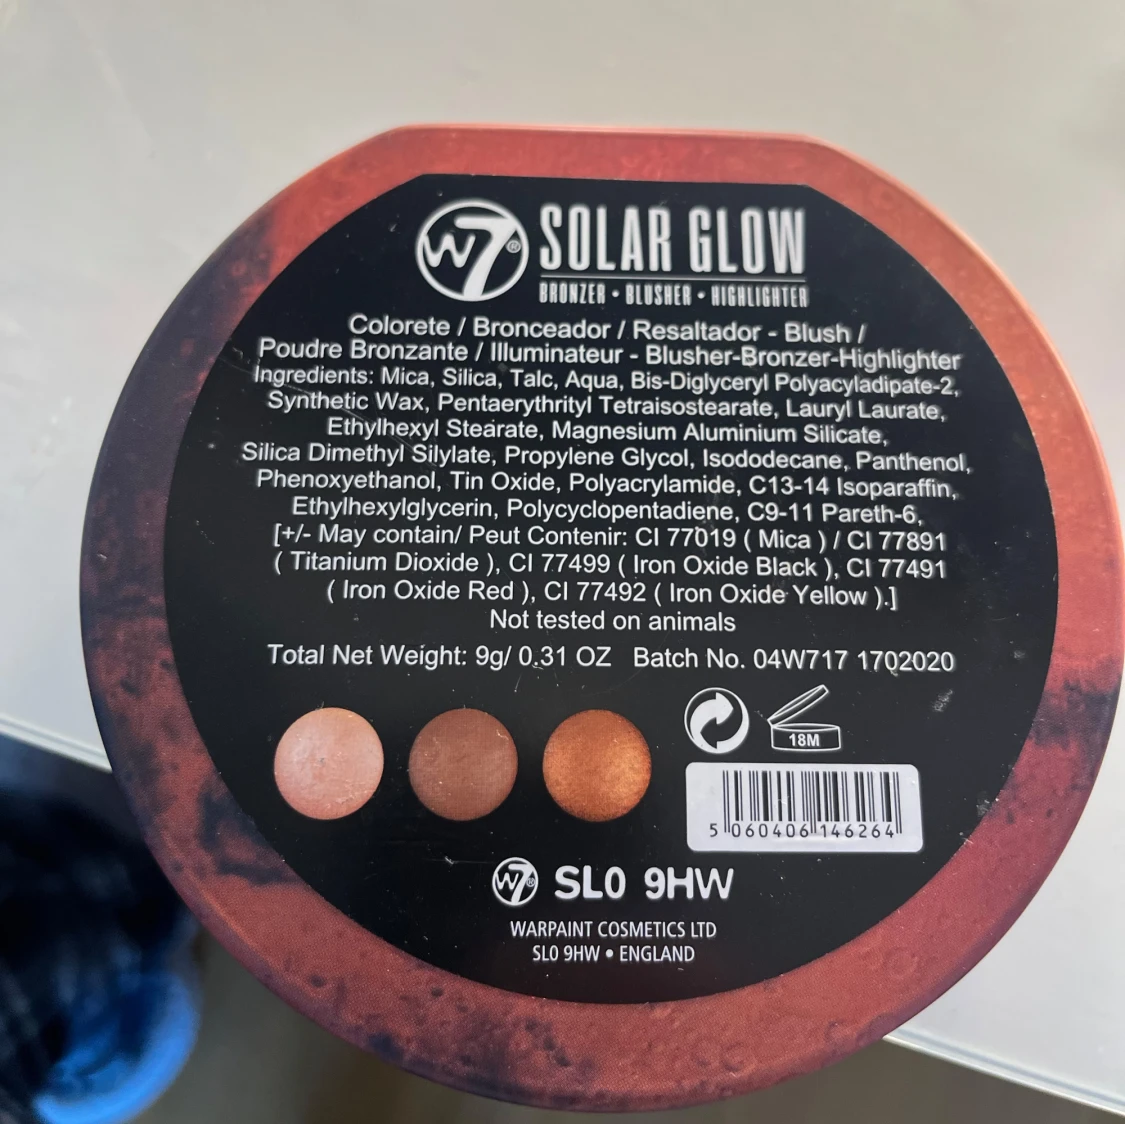 W7® SOLAR GLOW
BRONZER • BLUSHER • HIGHLIGHTER
Colorete / Bronceador / Resaltador - Blush /
Poudre Bronzante / Illuminateur - Blusher-Bronzer-Highlighter
Ingredients: Mica, Silica, Talc, Aqua, Bis-Diglyceryl Polyacyladipate-2,
Synthetic Wax, Pentaerythrityl Tetraisostearate, Lauryl Laurate,
Ethylhexyl Stearate, Magnesium Aluminium Silicate,
Silica Dimethyl Silylate, Propylene Glycol, Isododecane, Panthenol,
Phenoxyethanol, Tin Oxide, Polyacrylamide, C13-14 Isoparaffin,
Ethylhexylglycerin, Polycyclopentadiene, C9-11 Pareth-6,
[+/- May contain/ Peut Contenir: CI 77019 ( Mica ) / CI 77891
( Titanium Dioxide ), CI 77499 ( Iron Oxide Black ), CI 77491
( Iron Oxide Red ), CI 77492 ( Iron Oxide Yellow ).]
Not tested on animals
Total Net Weight: 9g/ 0.31 OZ Batch No. 04W717 1702020
18M
5 060406 146264
W7® SL0 9HW
WARPAINT COSMETICS LTD
SL0 9HW • ENGLAND